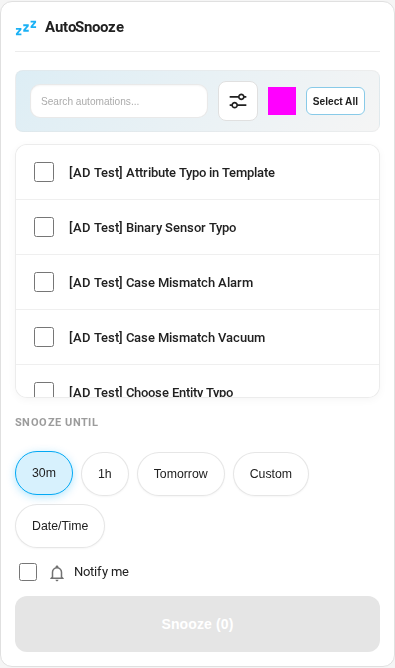 zzz AutoSnooze
Search automations... Select All
[AD Test] Attribute Typo in Template
[AD Test] Binary Sensor Typo
[AD Test] Case Mismatch Alarm
[AD Test] Case Mismatch Vacuum
[AD Test] Choose Entity Typo
SNOOZE UNTIL
30m 1h Tomorrow Custom
Date/Time
Notify me
Snooze (0)